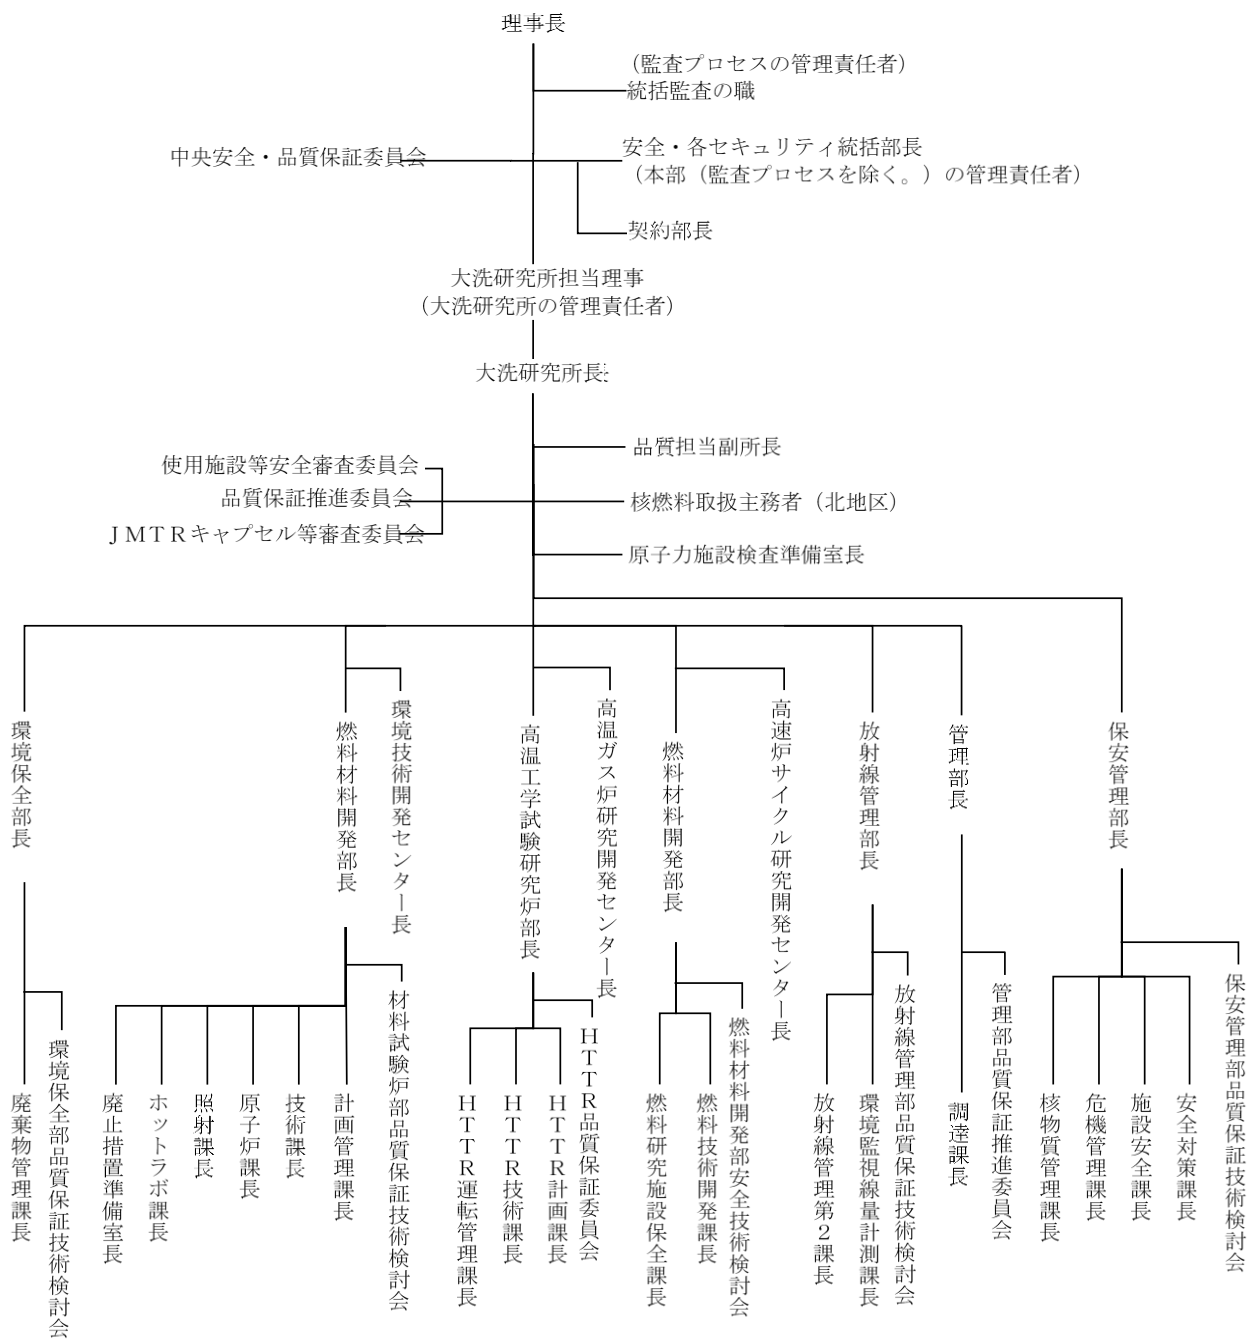 理事長
（監査プロセスの管理責任者）
統括監査の職
中央安全・品質保証委員会
安全・各セキュリティ統括部長
（本部（監査プロセスを除く。）の管理責任者）
契約部長
大洗研究所担当理事
（大洗研究所の管理責任者）
大洗研究所長
品質担当副所長
使用施設等安全審査委員会
品質保証推進委員会
核燃料取扱主務者（北地区）
ＪＭＴＲキャプセル等審査委員会
原子力施設検査準備室長
環境保全部長
燃料材料開発部長
環境技術開発センター長
高温工学試験研究炉部長
高温ガス炉研究開発センター長
燃料材料開発部長
高速炉サイクル研究開発センター長
放射線管理部長
管理部長
保安管理部長
廃棄物管理課長
環境保全部品質保証技術検討会
廃止措置準備室長
ホットラボ課長
照射課長
原子炉課長
技術課長
計画管理課長
材料試験炉部品質保証技術検討会
ＨＴＴＲ運転管理課長
ＨＴＴＲ技術課長
ＨＴＴＲ計画課長
ＨＴＴＲ品質保証委員会
燃料研究施設保全課長
燃料技術開発課長
燃料材料開発部安全技術検討会
放射線管理第２課長
環境監視線量計測課長
放射線管理部品質保証技術検討会
調達課長
管理部品質保証推進委員会
核物質管理課長
危機管理課長
施設安全課長
安全対策課長
保安管理部品質保証技術検討会